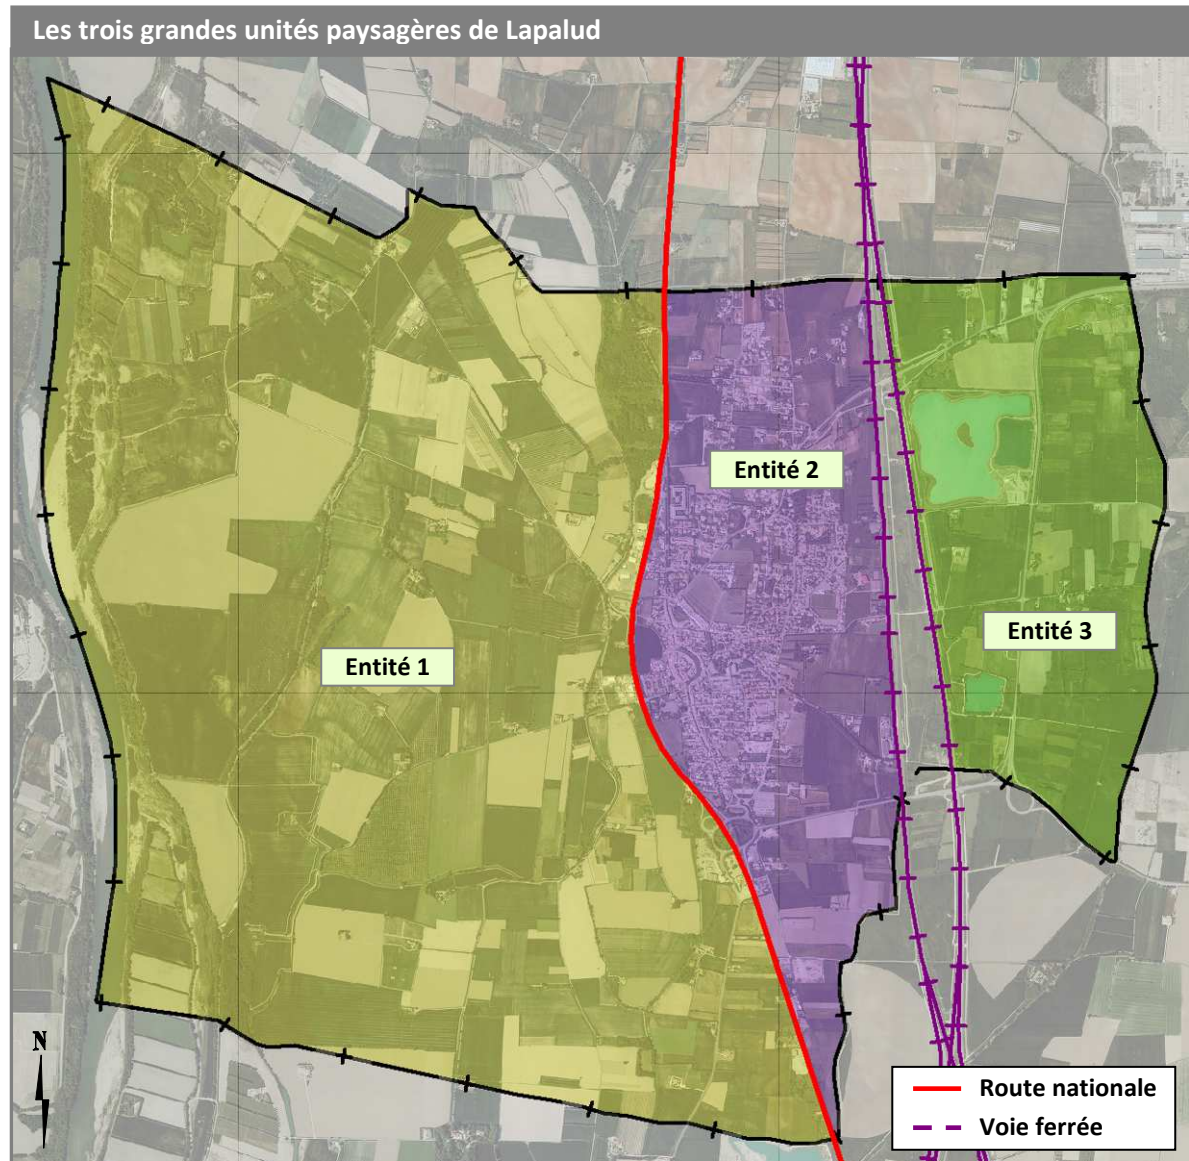 Les trois grandes unités paysagères de Lapalud
Entité 2
Entité 3
Entité 1
N
Route nationale
Voie ferrée